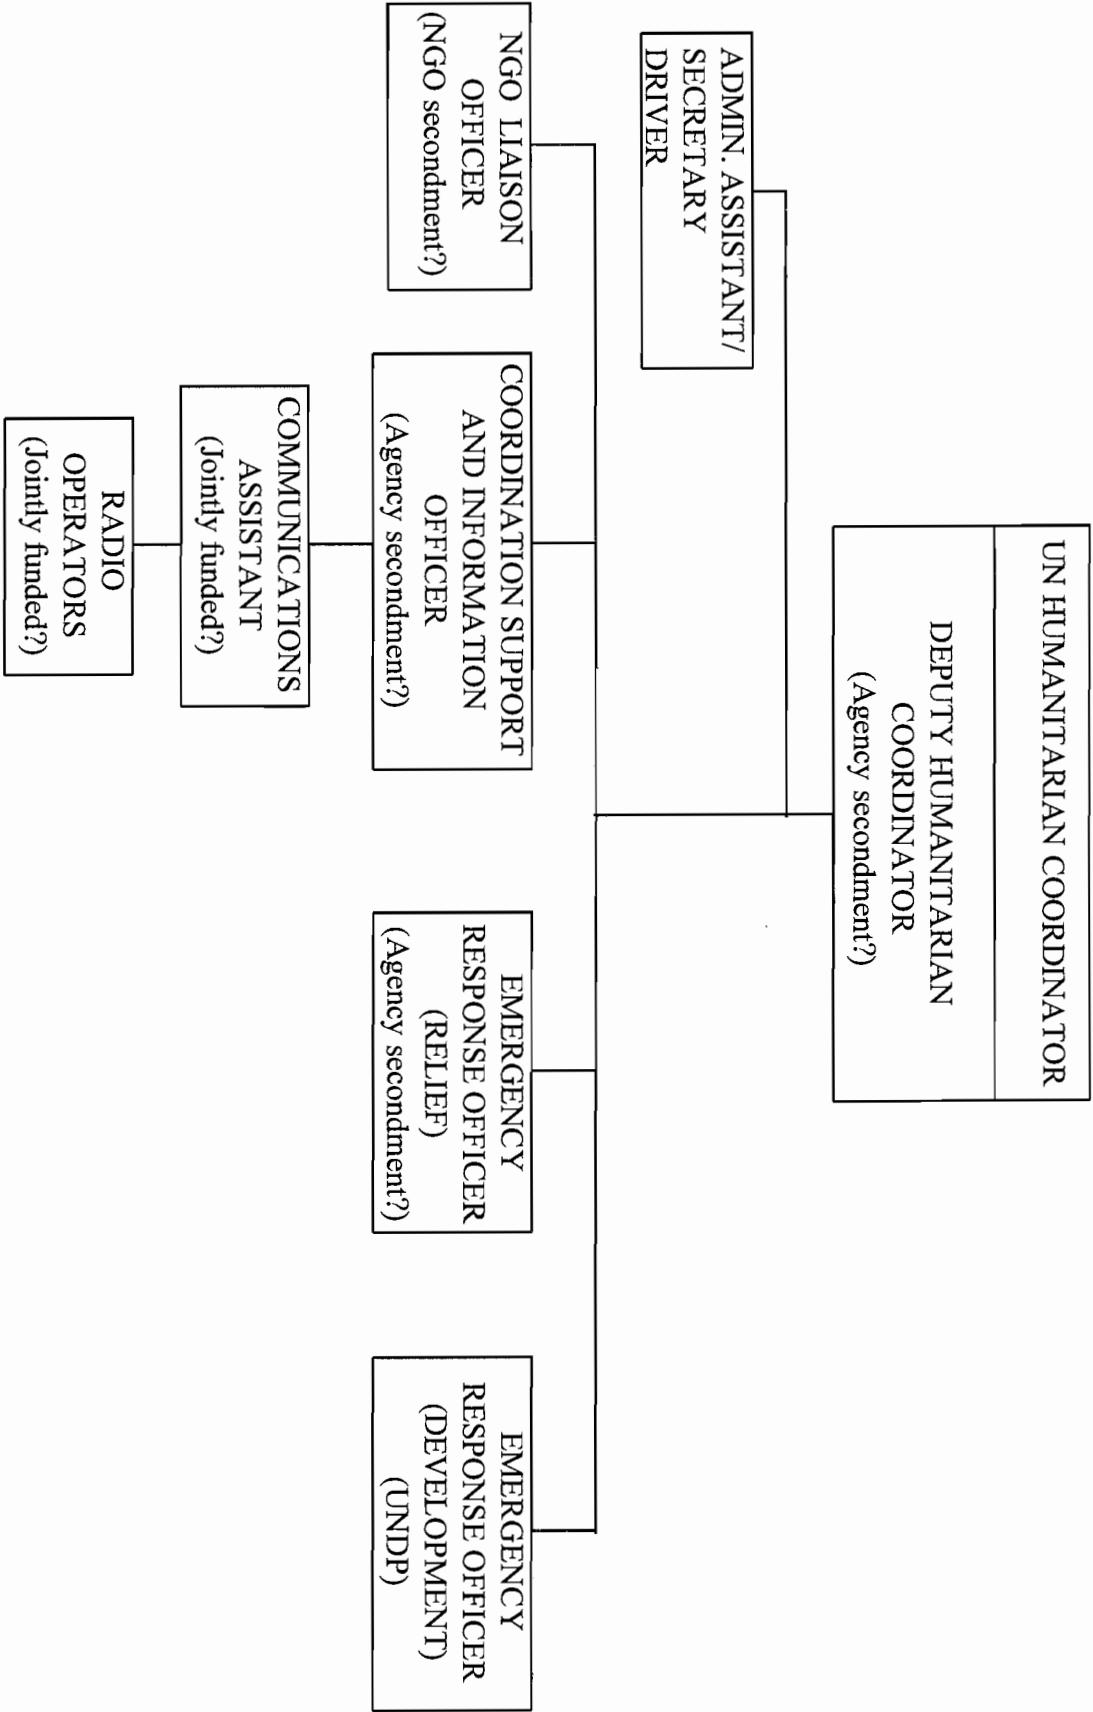 UN HUMANITARIAN COORDINATOR
DEPUTY HUMANITARIAN
COORDINATOR
(Agency secondment?)
ADMIN. ASSISTANT/
SECRETARY
DRIVER
NGO LIAISON
OFFICER
(NGO secondment?)
COORDINATION SUPPORT
AND INFORMATION
OFFICER
(Agency secondment?)
EMERGENCY
RESPONSE OFFICER
(RELIEF)
(Agency secondment?)
EMERGENCY
RESPONSE OFFICER
(DEVELOPMENT)
(UNDP)
COMMUNICATIONS
ASSISTANT
(Jointly funded?)
RADIO
OPERATORS
(Jointly funded?)